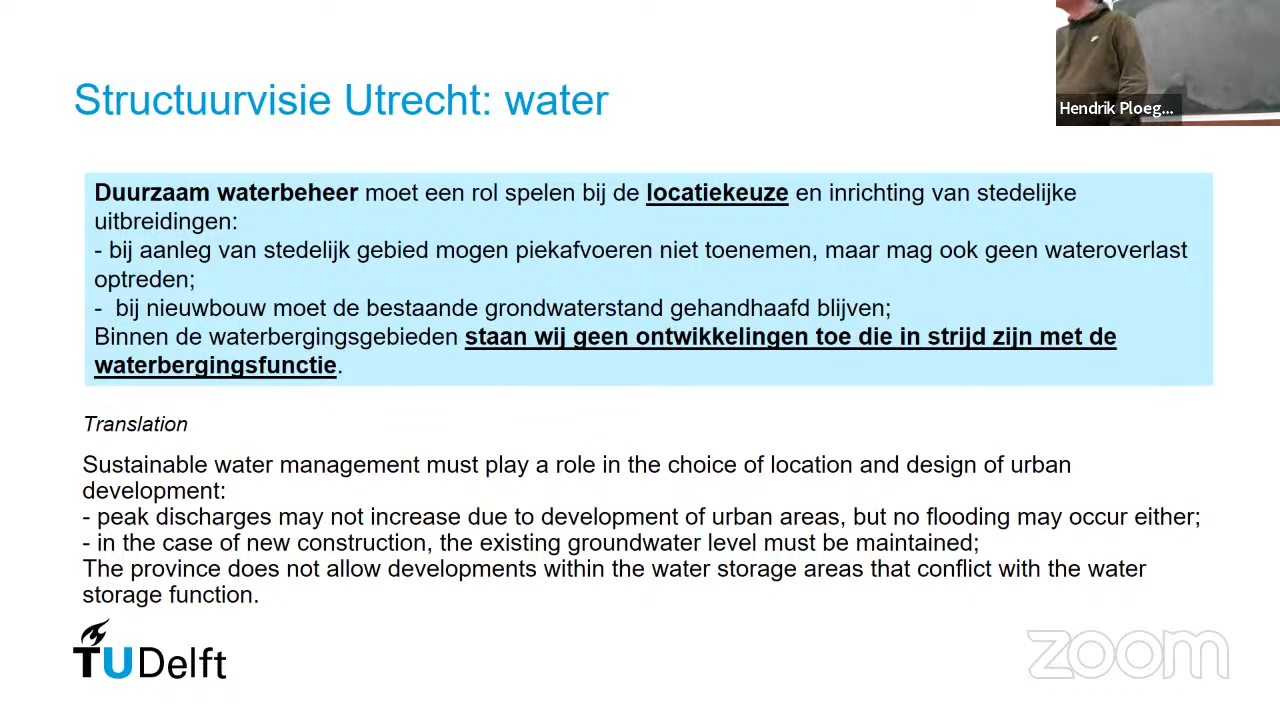 Structuurvisie Utrecht: water
Hendrik Ploeg...
Duurzaam waterbeheer moet een rol spelen bij de locatiekeuze en inrichting van stedelijke
uitbreidingen:
- bij aanleg van stedelijk gebied mogen piekafvoeren niet toenemen, maar mag ook geen wateroverlast
optreden;
- bij nieuwbouw moet de bestaande grondwaterstand gehandhaafd blijven;
Binnen de waterbergingsgebieden staan wij geen ontwikkelingen toe die in strijd zijn met de
waterbergingsfunctie.
Translation
Sustainable water management must play a role in the choice of location and design of urban
development:
- peak discharges may not increase due to development of urban areas, but no flooding may occur either;
- in the case of new construction, the existing groundwater level must be maintained;
The province does not allow developments within the water storage areas that conflict with the water
storage function.
TU Delft
zoom